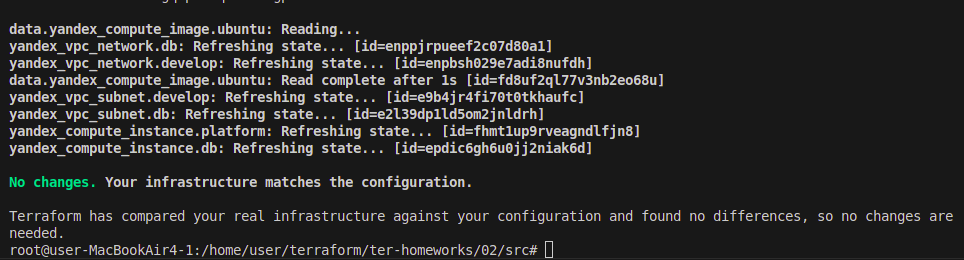 data.yandex_compute_image.ubuntu: Reading...
yandex_vpc_network.db: Refreshing state... [id=enppjrpueef2c07d80a1]
yandex_vpc_network.develop: Refreshing state... [id=enpbsh029e7adi8nufdh]
data.yandex_compute_image.ubuntu: Read complete after 1s [id=fd8uf2ql77v3nb2eo68u]
yandex_vpc_subnet.develop: Refreshing state... [id=e9b4jr4fi70t0tkhaufc]
yandex_vpc_subnet.db: Refreshing state... [id=e2l39dp1ld5om2jnldrh]
yandex_compute_instance.platform: Refreshing state... [id=fhmt1up9rveagndlfjn8]
yandex_compute_instance.db: Refreshing state... [id=epdic6gh6u0jj2niak6d]
No changes. Your infrastructure matches the configuration.
Terraform has compared your real infrastructure against your configuration and found no differences, so no changes are
needed.
root@user-MacBookAir4-1:/home/user/terraform/ter-homeworks/02/src#